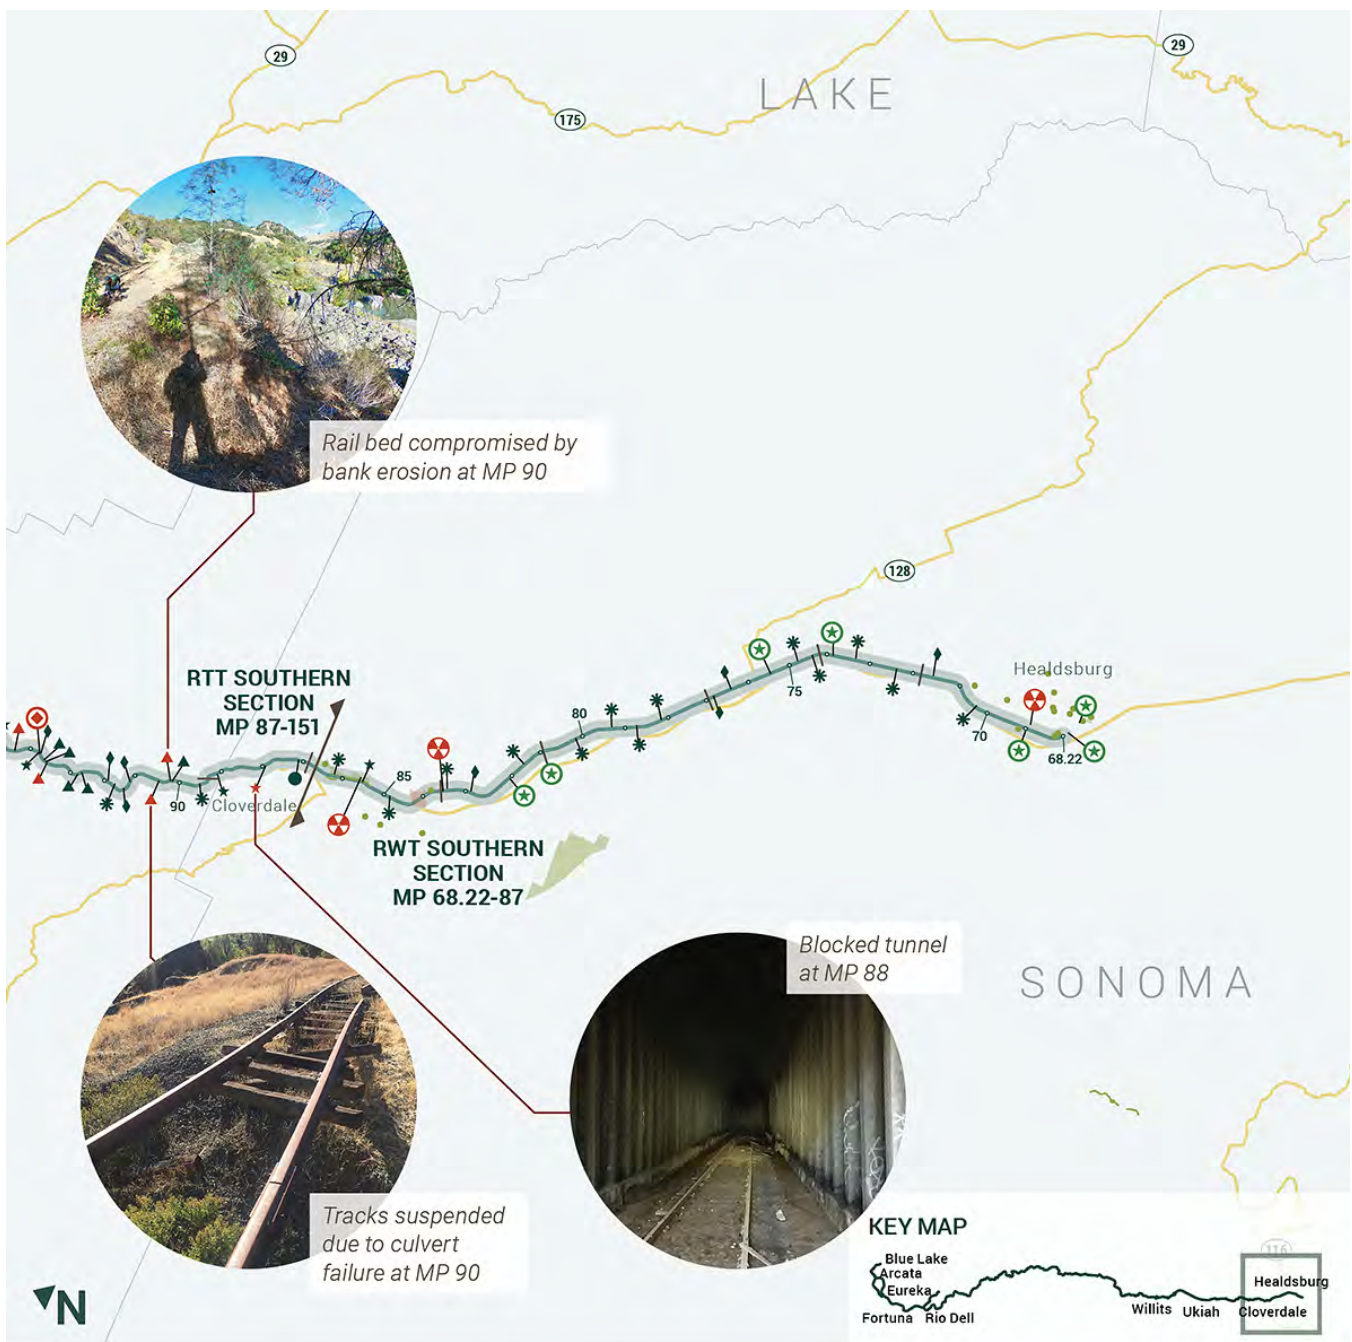 29
29
LAKE
175
Rail bed compromised by
bank erosion at MP 90
128
Healdsburg
RTT SOUTHERN
SECTION
MP 87-151
75
80
70
68.22
85
90
Cloverdale
RWT SOUTHERN
SECTION
MP 68.22-87
Blocked tunnel
at MP 88
SONOMA
Tracks suspended
due to culvert
failure at MP 90
N
KEY MAP
116
Blue Lake
Arcata
Eureka
Fortuna
Rio Dell
Willits
Ukiah
Cloverdale
Healdsburg